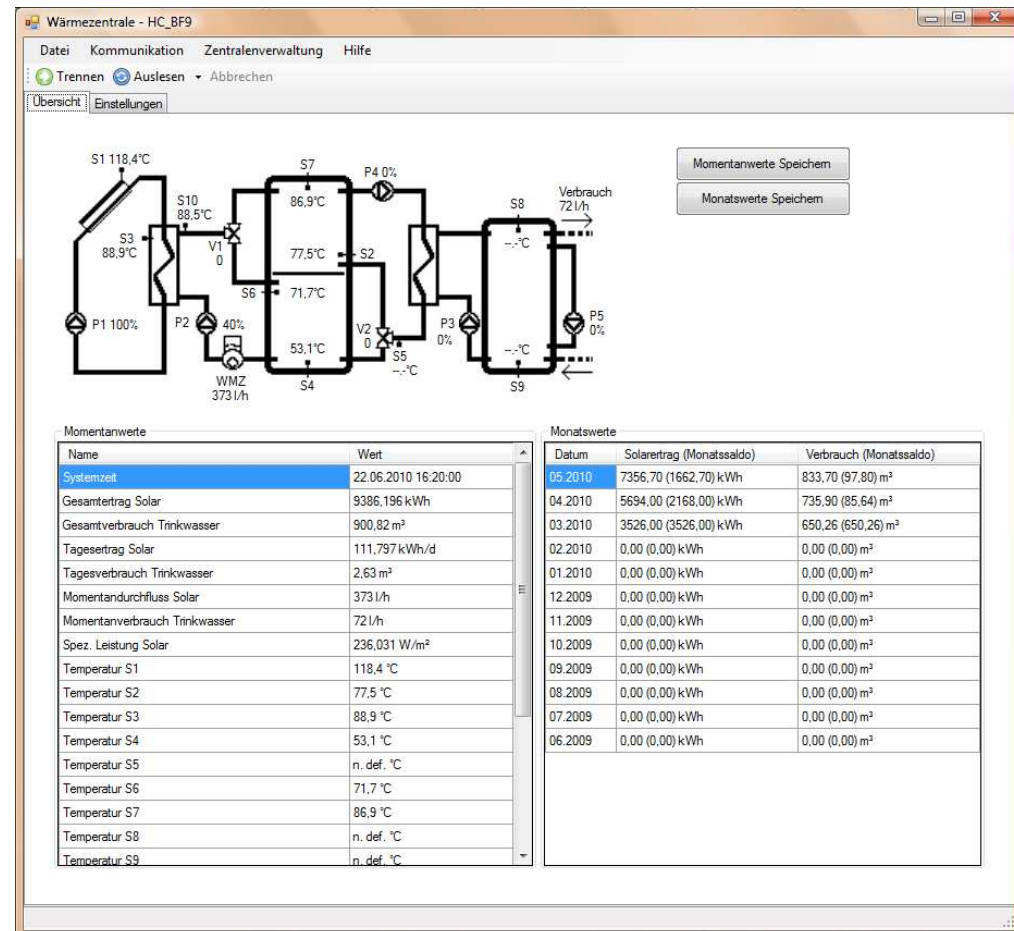 Wärmezentrale - HC_BF9
Datei Kommunikation Zentralenverwaltung Hilfe
Trennen Auslesen Abbrechen
Übersicht Einstellungen
S1 118,4°C
S7
P4 0%
86,9°C
S10
88,5°C
S3
88,9°C
V1
0
77,5°C
S2
S6
71,7°C
P1 100%
P2
40%
53,1°C
WMZ
373 l/h
S4
V2
0
S5
--.-°C
P3
0%
S8
Verbrauch
72 l/h
--.-°C
P5
0%
--.-°C
S9
Momentanwerte Speichern
Monatswerte Speichern
Momentanwerte
Name Wert
Systemzeit 22.06.2010 16:20:00
Gesamtertrag Solar 9386,196 kWh
Gesamtverbrauch Trinkwasser 900,82 m³
Tagesertrag Solar 111,797 kWh/d
Tagesverbrauch Trinkwasser 2,63 m³
Momentandurchfluss Solar 373 l/h
Momentanverbrauch Trinkwasser 72 l/h
Spez. Leistung Solar 236,031 W/m²
Temperatur S1 118,4 °C
Temperatur S2 77,5 °C
Temperatur S3 88,9 °C
Temperatur S4 53,1 °C
Temperatur S5 n. def. °C
Temperatur S6 71,7 °C
Temperatur S7 86,9 °C
Temperatur S8 n. def. °C
Temperatur S9 n. def. °C
Monatswerte
Datum Solarertrag (Monatssaldo) Verbrauch (Monatssaldo)
05.2010 7356,70 (1662,70) kWh 833,70 (97,80) m³
04.2010 5694,00 (2168,00) kWh 735,90 (85,64) m³
03.2010 3526,00 (3526,00) kWh 650,26 (650,26) m³
02.2010 0,00 (0,00) kWh 0,00 (0,00) m³
01.2010 0,00 (0,00) kWh 0,00 (0,00) m³
12.2009 0,00 (0,00) kWh 0,00 (0,00) m³
11.2009 0,00 (0,00) kWh 0,00 (0,00) m³
10.2009 0,00 (0,00) kWh 0,00 (0,00) m³
09.2009 0,00 (0,00) kWh 0,00 (0,00) m³
08.2009 0,00 (0,00) kWh 0,00 (0,00) m³
07.2009 0,00 (0,00) kWh 0,00 (0,00) m³
06.2009 0,00 (0,00) kWh 0,00 (0,00) m³